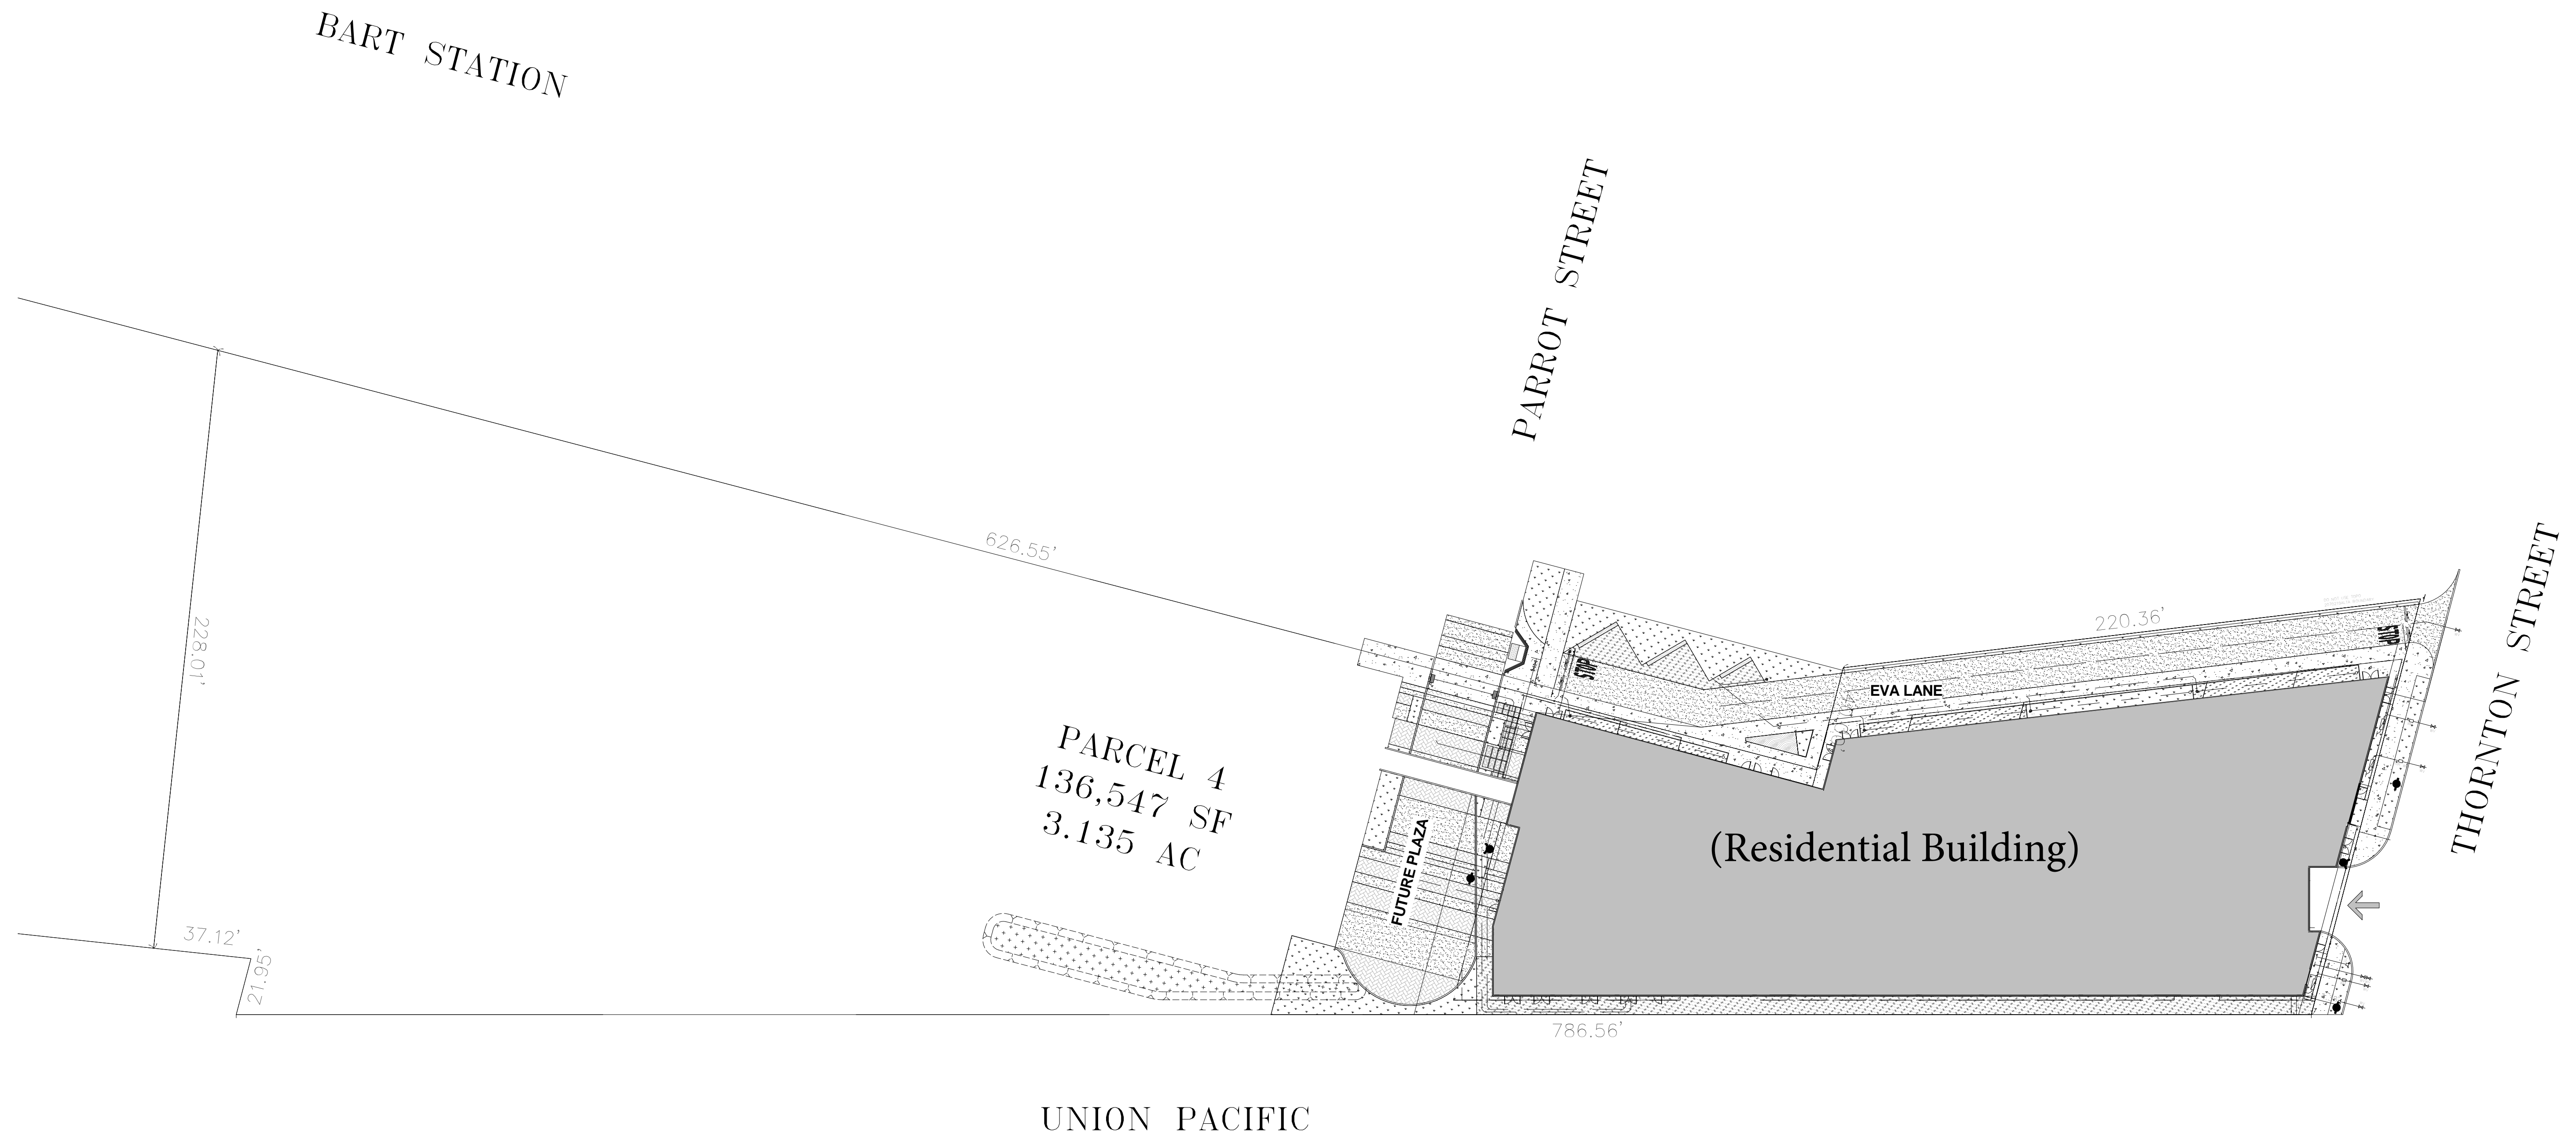 BART STATION
PARROT STREET
THORNTON STREET
626.55'
228.01'
220.36'
STOP
STOP
EVA LANE
PARCEL 4
136,547 SF
3.135 AC
FUTURE PLAZA
(Residential Building)
37.12'
21.95'
786.56'
UNION PACIFIC